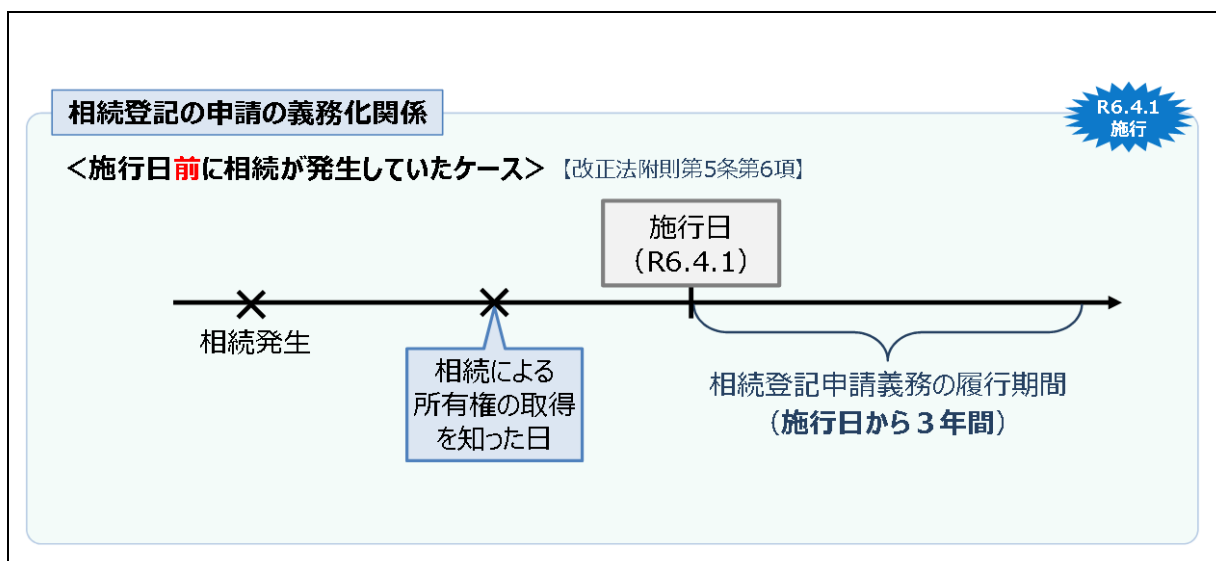 相続登記の申請の義務化関係
R6.4.1
施行
＜施行日前に相続が発生していたケース＞【改正法附則第5条第6項】
施行日
（R6.4.1）
相続発生
相続による
所有権の取得
を知った日
相続登記申請義務の履行期間
（施行日から３年間）